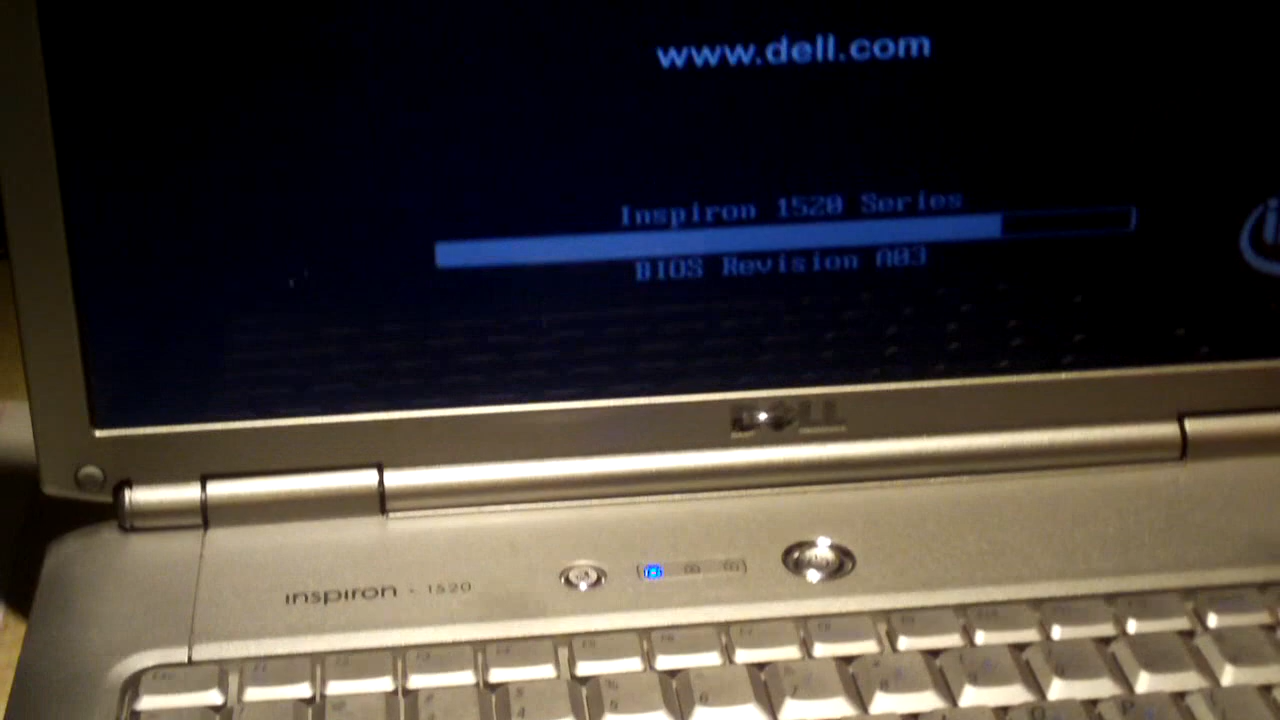 www.dell.com
Inspiron 1520 Series
BIOS Revision A03
DELL
inspiron - 1520